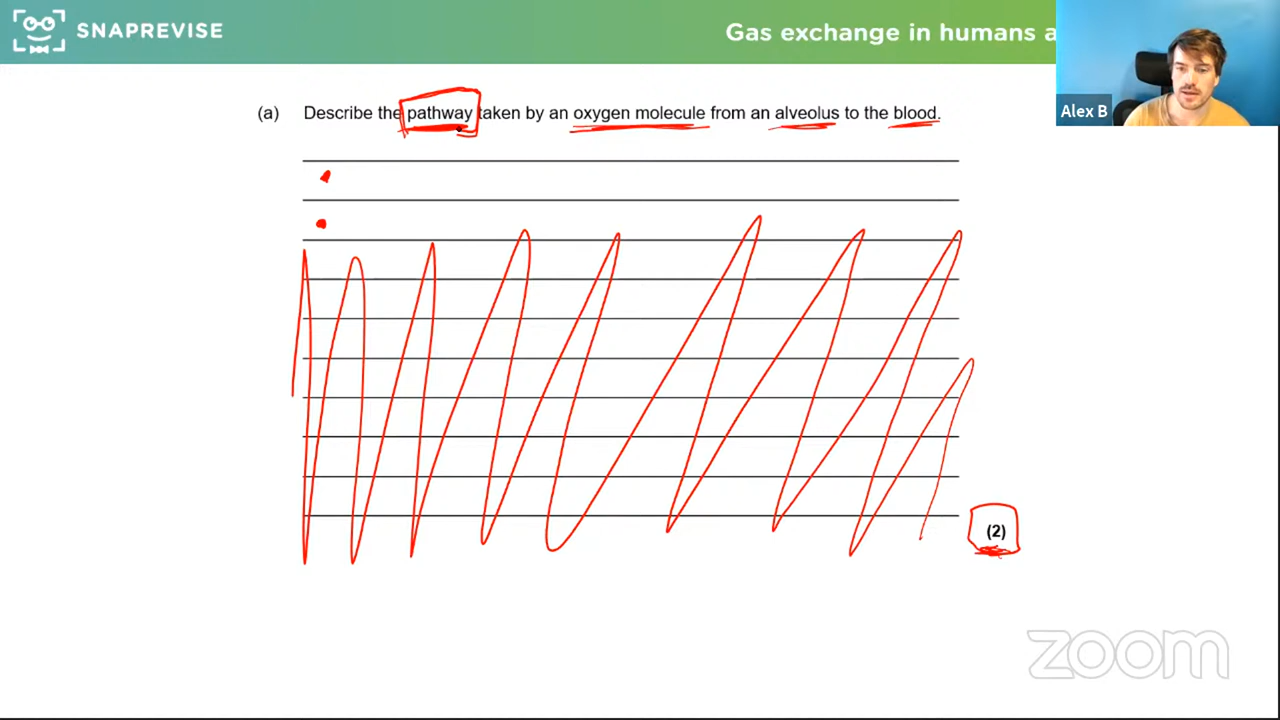 SNAPREVISE
Gas exchange in humans a
Alex B
(a) Describe the pathway taken by an oxygen molecule from an alveolus to the blood.
(2)
zoom